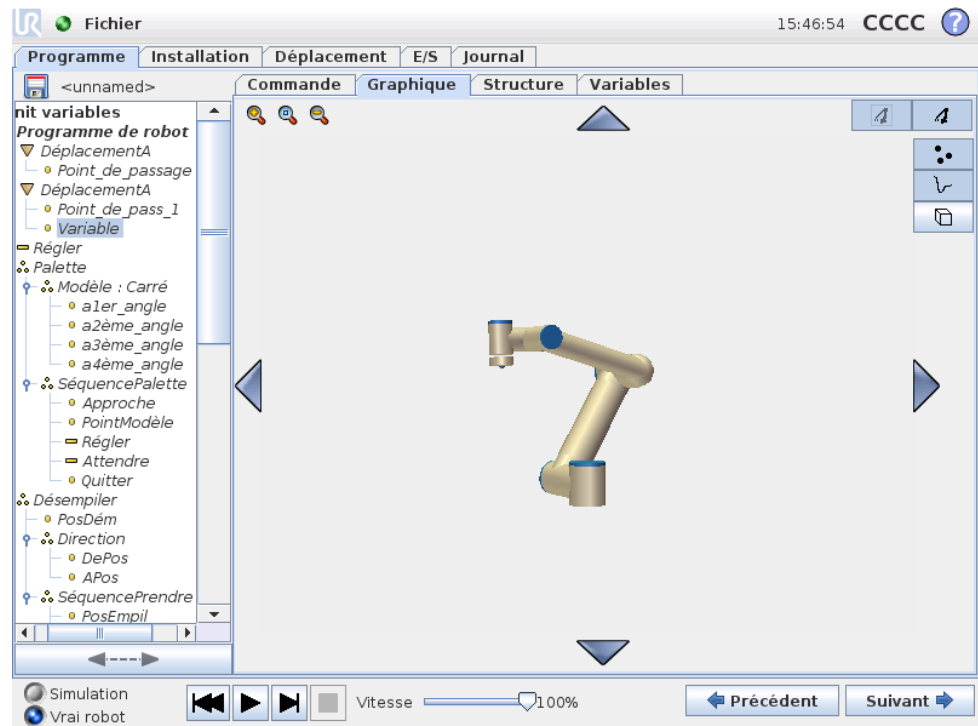 UR Fichier 15:46:54 CCCC ?
Programme Installation Déplacement E/S Journal
<unnamed>
Commande Graphique Structure Variables
nit variables
Programme de robot
DéplacementA
Point_de_passage
DéplacementA
Point_de_pass_1
Variable
Régler
Palette
Modèle : Carré
a1er_angle
a2ème_angle
a3ème_angle
a4ème_angle
SéquencePalette
Approche
PointModèle
Régler
Attendre
Quitter
Désempiler
PosDém
Direction
DePos
APos
SéquencePrendre
PosEmpil
Simulation
Vrai robot
Vitesse 100%
Précédent
Suivant